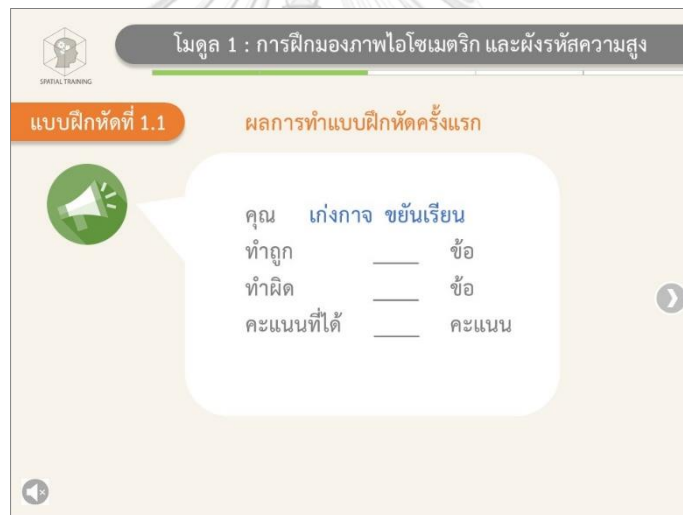 โมดูล 1 : การฝึกมองภาพไอโซเมตริก และผังรหัสความสูง
SPATIAL TRAINING
แบบฝึกหัดที่ 1.1
ผลการทำแบบฝึกหัดครั้งแรก
คุณ เก่งกาจ ขยันเรียน
ทำถูก ____ ข้อ
ทำผิด ____ ข้อ
คะแนนที่ได้ ____ คะแนน